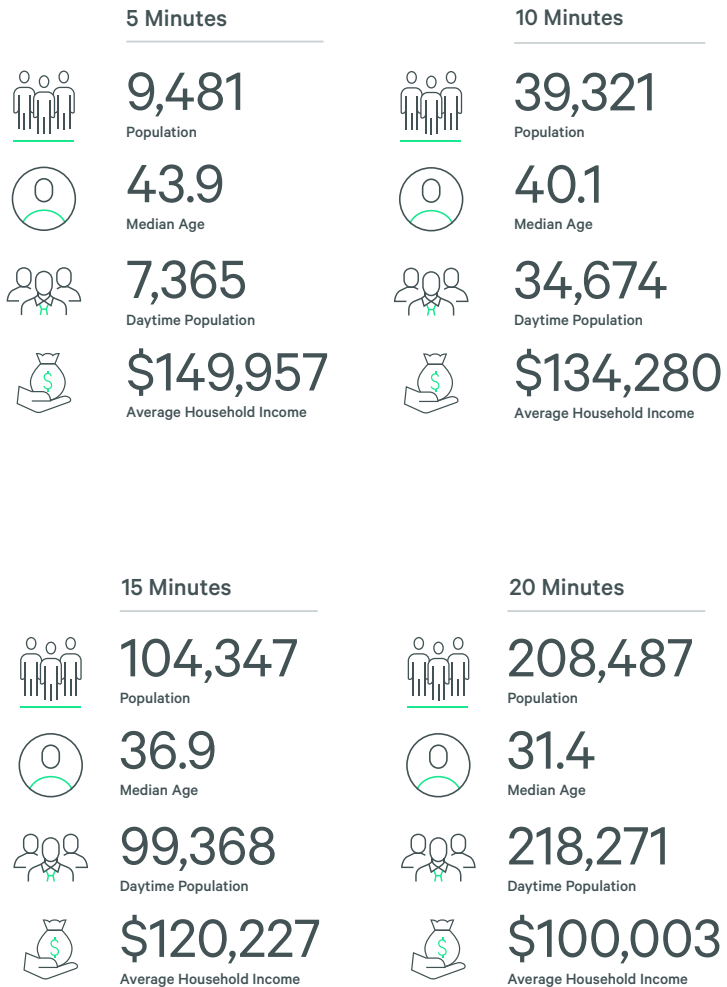 5 Minutes
9,481
Population
43.9
Median Age
7,365
Daytime Population
$149,957
Average Household Income
10 Minutes
39,321
Population
40.1
Median Age
34,674
Daytime Population
$134,280
Average Household Income
15 Minutes
104,347
Population
36.9
Median Age
99,368
Daytime Population
$120,227
Average Household Income
20 Minutes
208,487
Population
31.4
Median Age
218,271
Daytime Population
$100,003
Average Household Income